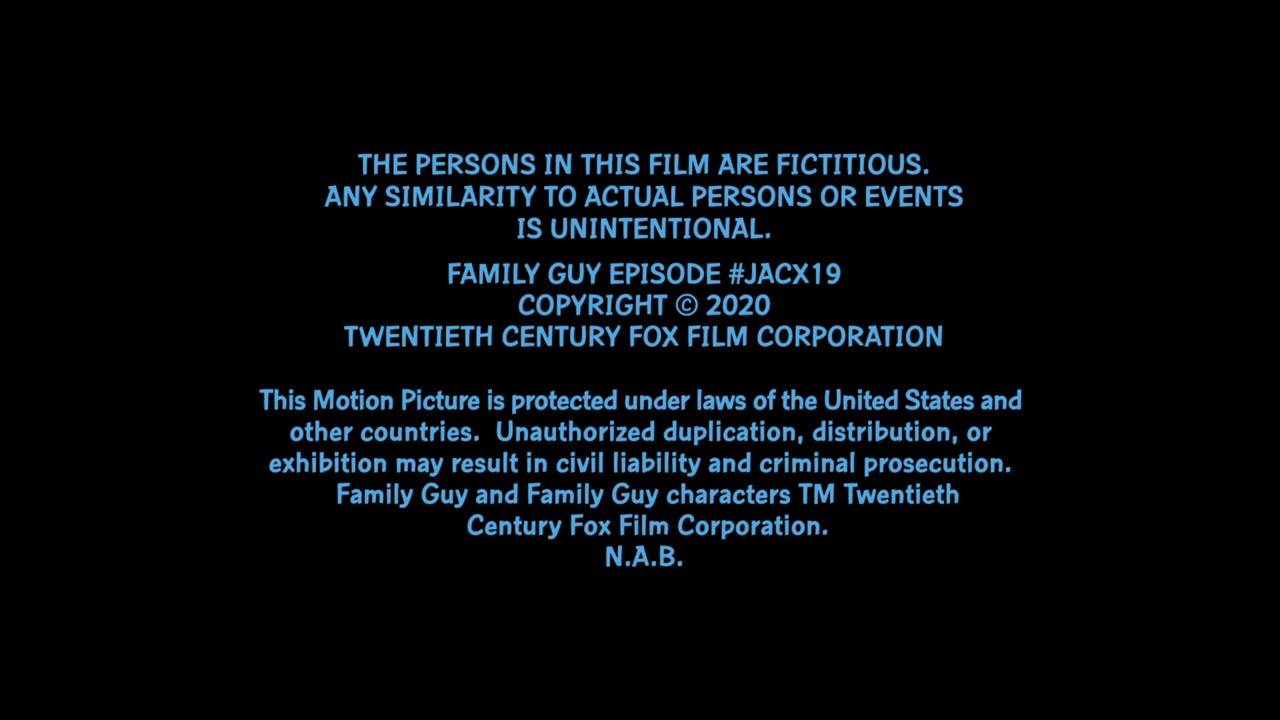 THE PERSONS IN THIS FILM ARE FICTITIOUS.
ANY SIMILARITY TO ACTUAL PERSONS OR EVENTS
IS UNINTENTIONAL.
FAMILY GUY EPISODE #JACX19
COPYRIGHT © 2020
TWENTIETH CENTURY FOX FILM CORPORATION
This Motion Picture is protected under laws of the United States and
other countries.  Unauthorized duplication, distribution, or
exhibition may result in civil liability and criminal prosecution.
Family Guy and Family Guy characters TM Twentieth
Century Fox Film Corporation.
N.A.B.